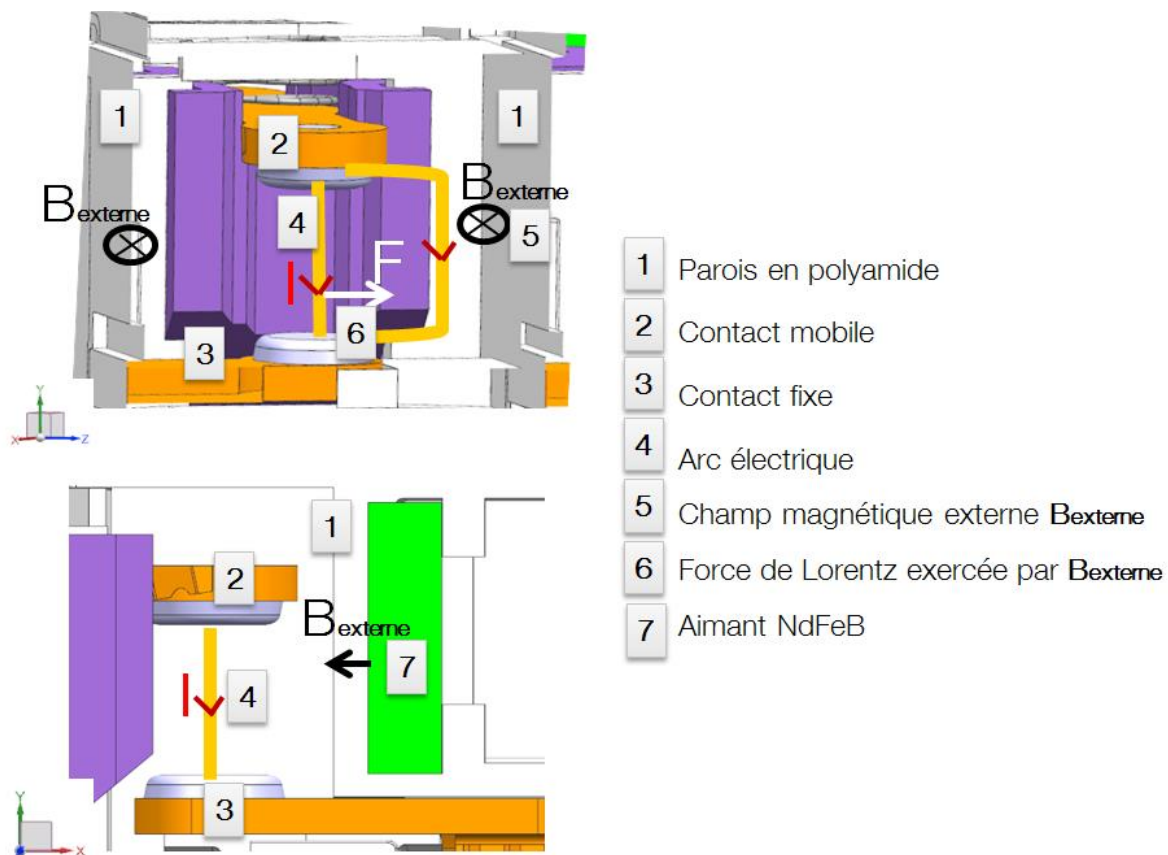 1
2
1
Bexterne
Bexterne
4
5
I
F
3
6
Y
X
Z
1
2
Bexterne
7
I
4
3
Y
X
1 Parois en polyamide
2 Contact mobile
3 Contact fixe
4 Arc électrique
5 Champ magnétique externe Bexterne
6 Force de Lorentz exercée par Bexterne
7 Aimant NdFeB